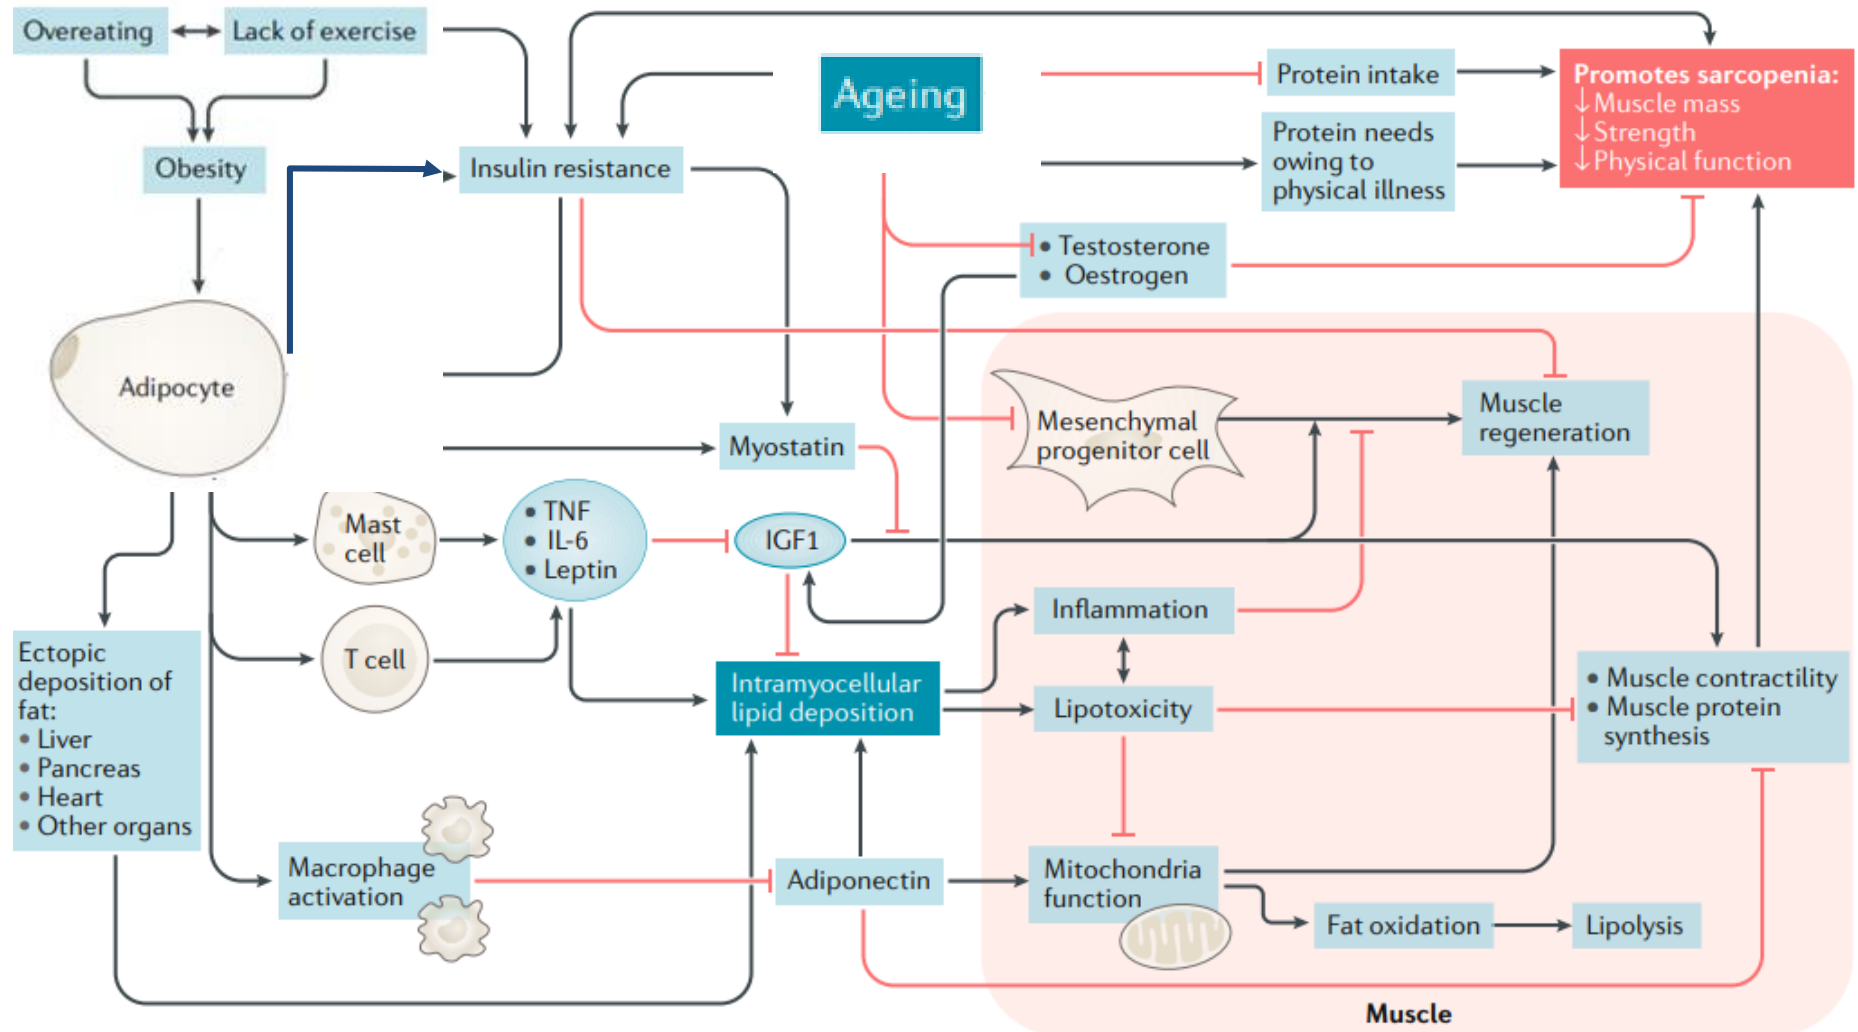 Overeating
Lack of exercise
Ageing
Protein intake
Promotes sarcopenia:
↓ Muscle mass
↓ Strength
↓ Physical function
Protein needs
owing to
physical illness
Obesity
Insulin resistance
• Testosterone
• Oestrogen
Adipocyte
Mesenchymal
progenitor cell
Muscle
regeneration
Myostatin
Mast
cell
• TNF
• IL-6
• Leptin
IGF1
Inflammation
T cell
Ectopic
deposition of
fat:
• Liver
• Pancreas
• Heart
• Other organs
Intramyocellular
lipid deposition
Lipotoxicity
• Muscle contractility
• Muscle protein
synthesis
Macrophage
activation
Adiponectin
Mitochondria
function
Fat oxidation
Lipolysis
Muscle